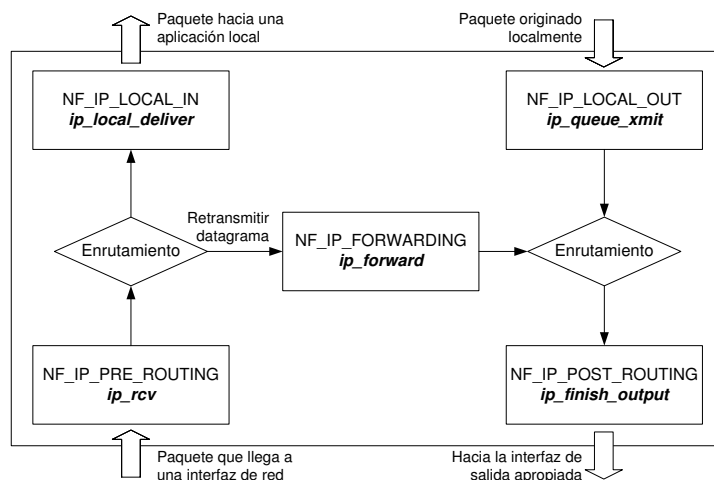 Paquete hacia una
aplicación local
Paquete originado
localmente
NF_IP_LOCAL_IN
ip_local_deliver
NF_IP_LOCAL_OUT
ip_queue_xmit
Enrutamiento
Retransmitir
datagrama
NF_IP_FORWARDING
ip_forward
Enrutamiento
NF_IP_PRE_ROUTING
ip_rcv
NF_IP_POST_ROUTING
ip_finish_output
Paquete que llega a
una interfaz de red
Hacia la interfaz de
salida apropiada